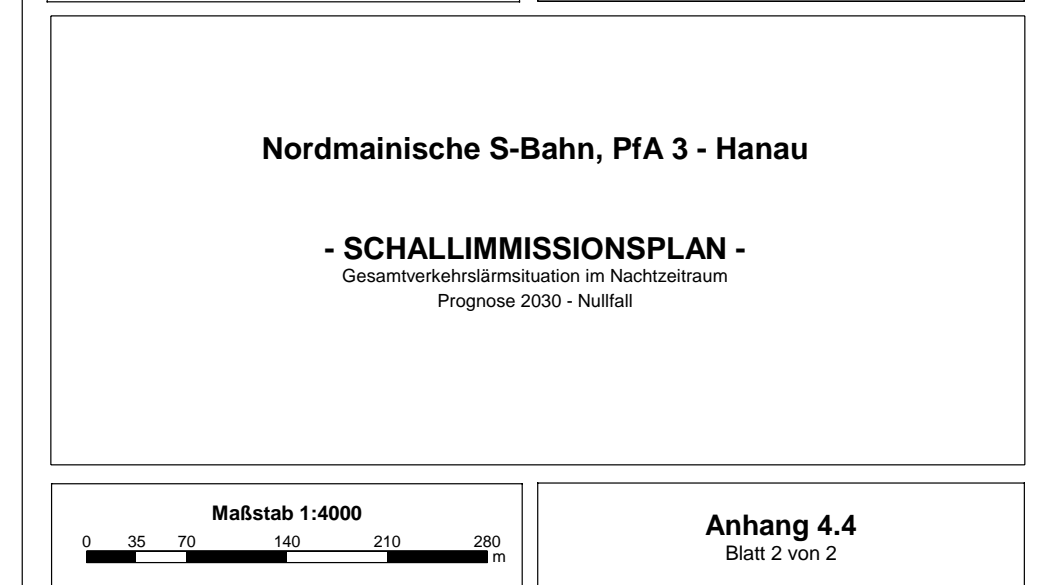 Nordmainische S-Bahn, PfA 3 - Hanau
- SCHALLIMMISSIONSPLAN -
Gesamtverkehrslärmsituation im Nachtzeitraum
Prognose 2030 - Nullfall
Maßstab 1:4000
0 35 70 140 210 280
m
Anhang 4.4
Blatt 2 von 2